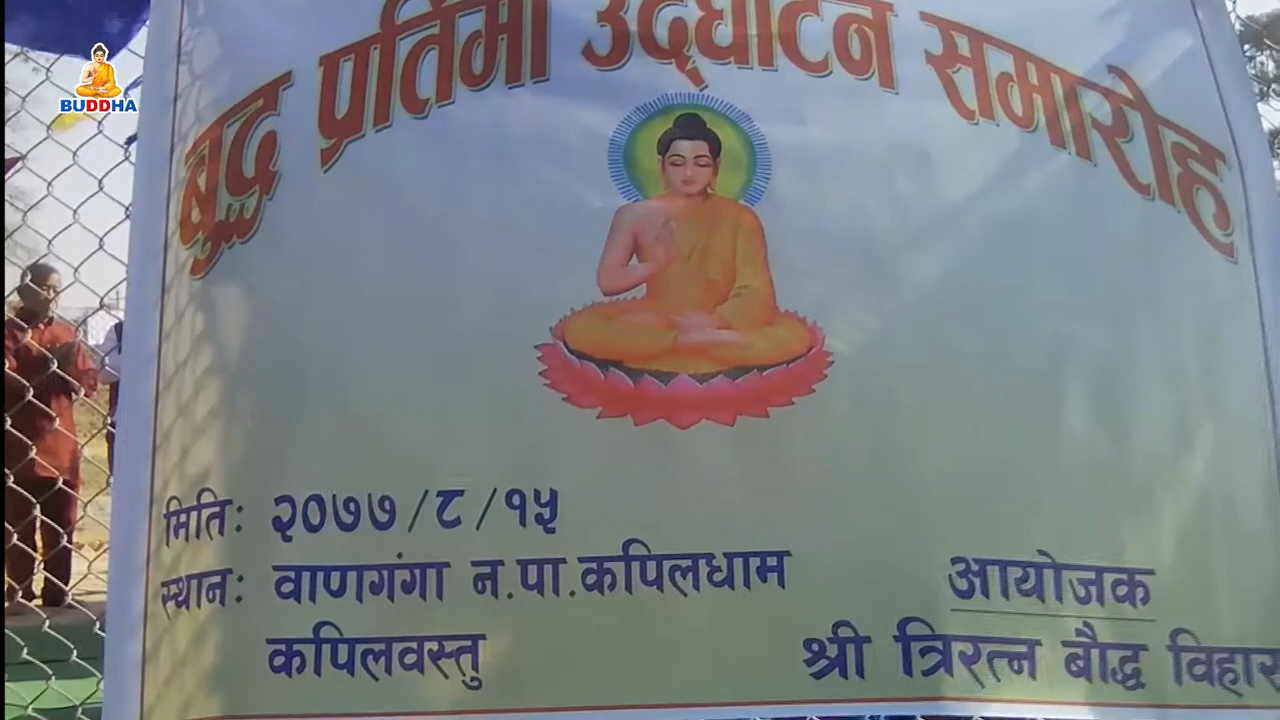 BUDDHA
बुद्ध प्रतिमा उद्घाटन समारोह
मिति: २०७७/८/१५
स्थान: वाणगंगा न.पा.कपिलधाम
कपिलवस्तु
आयोजक
श्री त्रिरत्न बौद्ध विहार